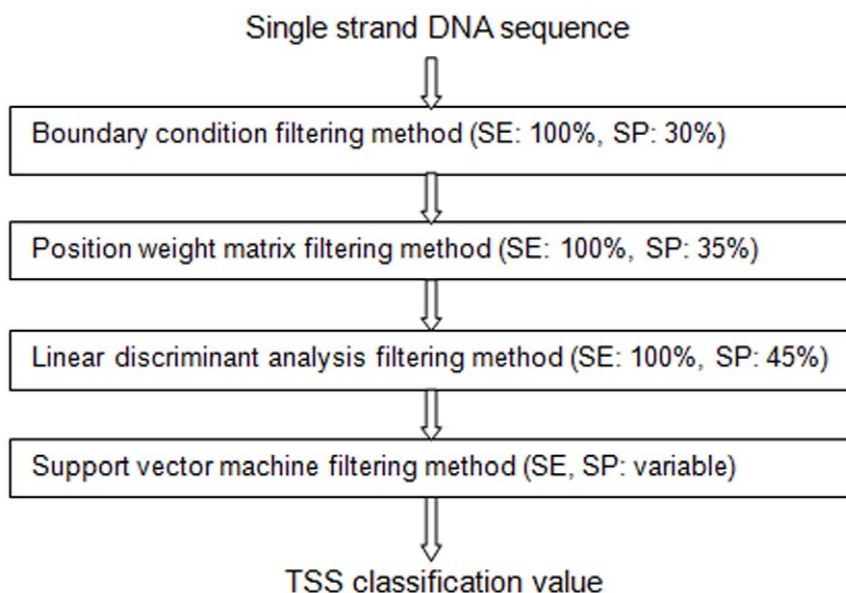 Single strand DNA sequence
Boundary condition filtering method (SE: 100%, SP: 30%)
Position weight matrix filtering method (SE: 100%, SP: 35%)
Linear discriminant analysis filtering method (SE: 100%, SP: 45%)
Support vector machine filtering method (SE, SP: variable)
TSS classification value